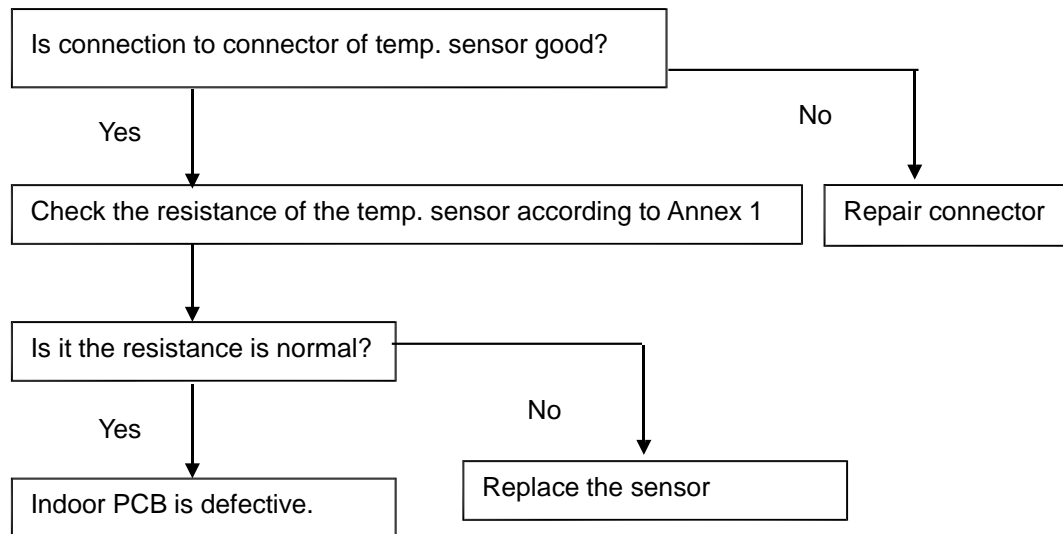 Is connection to connector of temp. sensor good?
Yes
No
Check the resistance of the temp. sensor according to Annex 1
Repair connector
Is it the resistance is normal?
Yes
No
Indoor PCB is defective.
Replace the sensor